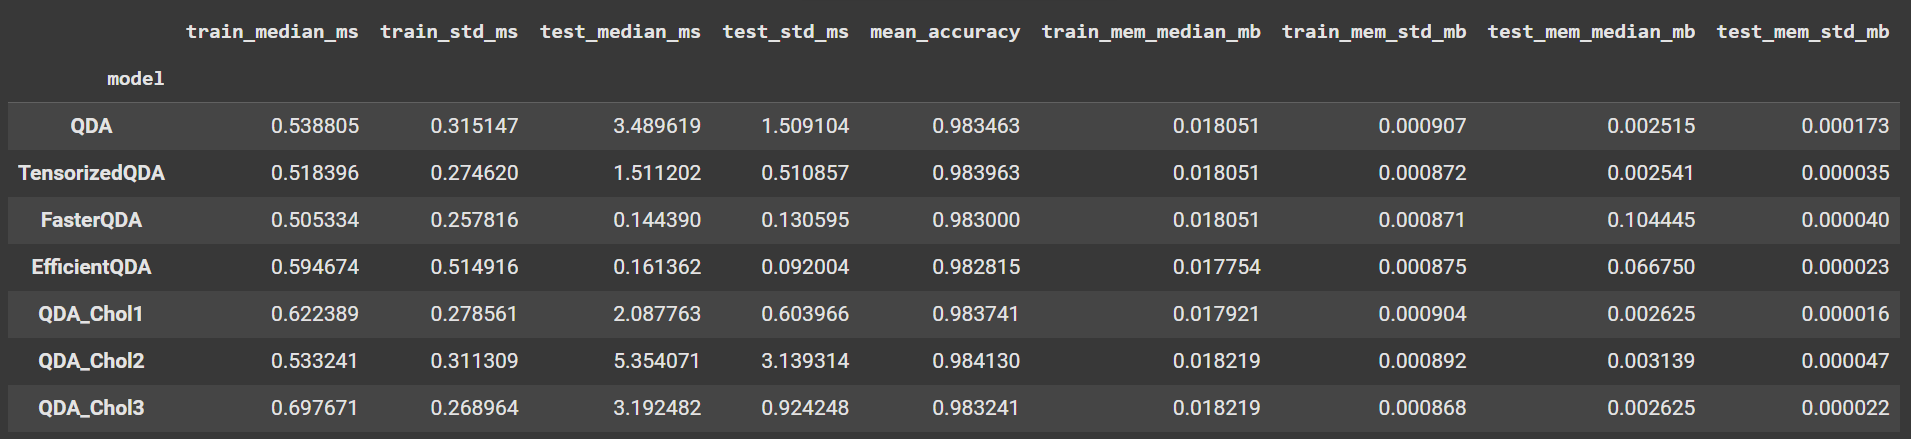 train_median_ms train_std_ms test_median_ms test_std_ms mean_accuracy train_mem_median_mb train_mem_std_mb test_mem_median_mb test_mem_std_mb
model
QDA 0.538805 0.315147 3.489619 1.509104 0.983463 0.018051 0.000907 0.002515 0.000173
TensorizedQDA 0.518396 0.274620 1.511202 0.510857 0.983963 0.018051 0.000872 0.002541 0.000035
FasterQDA 0.505334 0.257816 0.144390 0.130595 0.983000 0.018051 0.000871 0.104445 0.000040
EfficientQDA 0.594674 0.514916 0.161362 0.092004 0.982815 0.017754 0.000875 0.066750 0.000023
QDA_Chol1 0.622389 0.278561 2.087763 0.603966 0.983741 0.017921 0.000904 0.002625 0.000016
QDA_Chol2 0.533241 0.311309 5.354071 3.139314 0.984130 0.018219 0.000892 0.003139 0.000047
QDA_Chol3 0.697671 0.268964 3.192482 0.924248 0.983241 0.018219 0.000868 0.002625 0.000022